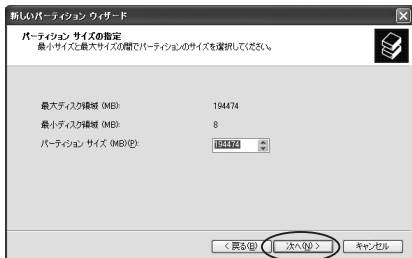 新しいパーティション ウィザード
パーティション サイズの指定
最小サイズと最大サイズの間でパーティションのサイズを選択してください。
最大ディスク領域 (MB): 194474
最小ディスク領域 (MB): 8
パーティション サイズ (MB)(P): 194474
< 戻る(B) 次へ(N) > キャンセル